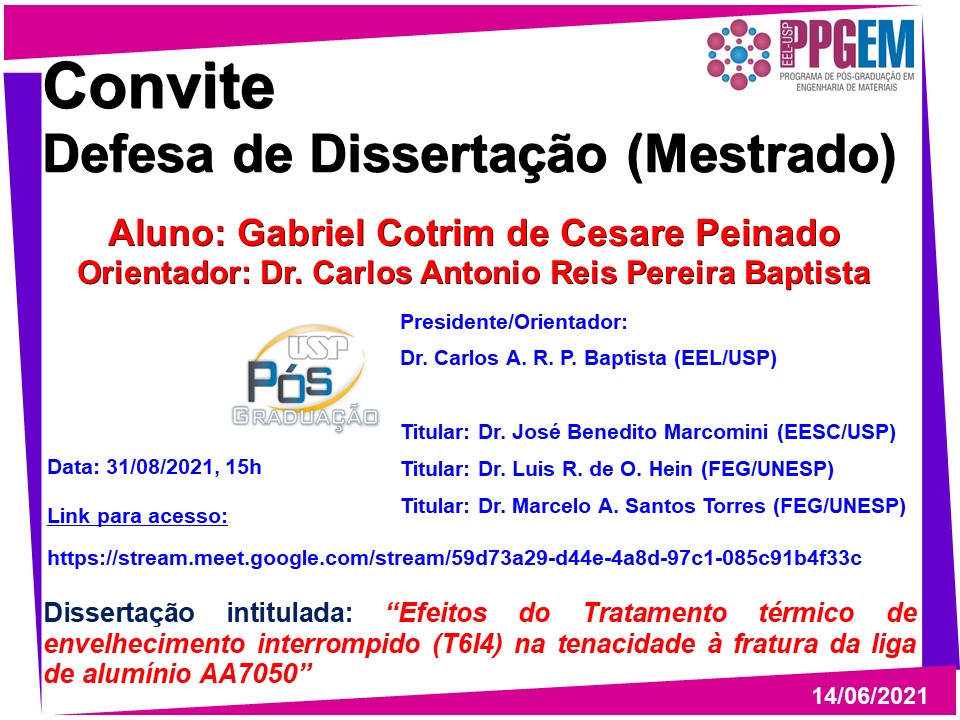 EEL-USP
PPGEM
PROGRAMA DE PÓS-GRADUAÇÃO EM
ENGENHARIA DE MATERIAIS
Convite
Defesa de Dissertação (Mestrado)
Aluno: Gabriel Cotrim de Cesare Peinado
Orientador: Dr. Carlos Antonio Reis Pereira Baptista
USP
Pós
GRADUAÇÃO
Presidente/Orientador:
Dr. Carlos A. R. P. Baptista (EEL/USP)
Titular: Dr. José Benedito Marcomini (EESC/USP)
Titular: Dr. Luis R. de O. Hein (FEG/UNESP)
Titular: Dr. Marcelo A. Santos Torres (FEG/UNESP)
Data: 31/08/2021, 15h
Link para acesso:
https://stream.meet.google.com/stream/59d73a29-d44e-4a8d-97c1-085c91b4f33c
Dissertação intitulada: “Efeitos do Tratamento térmico de
envelhecimento interrompido (T6I4) na tenacidade à fratura da liga
de alumínio AA7050”
14/06/2021